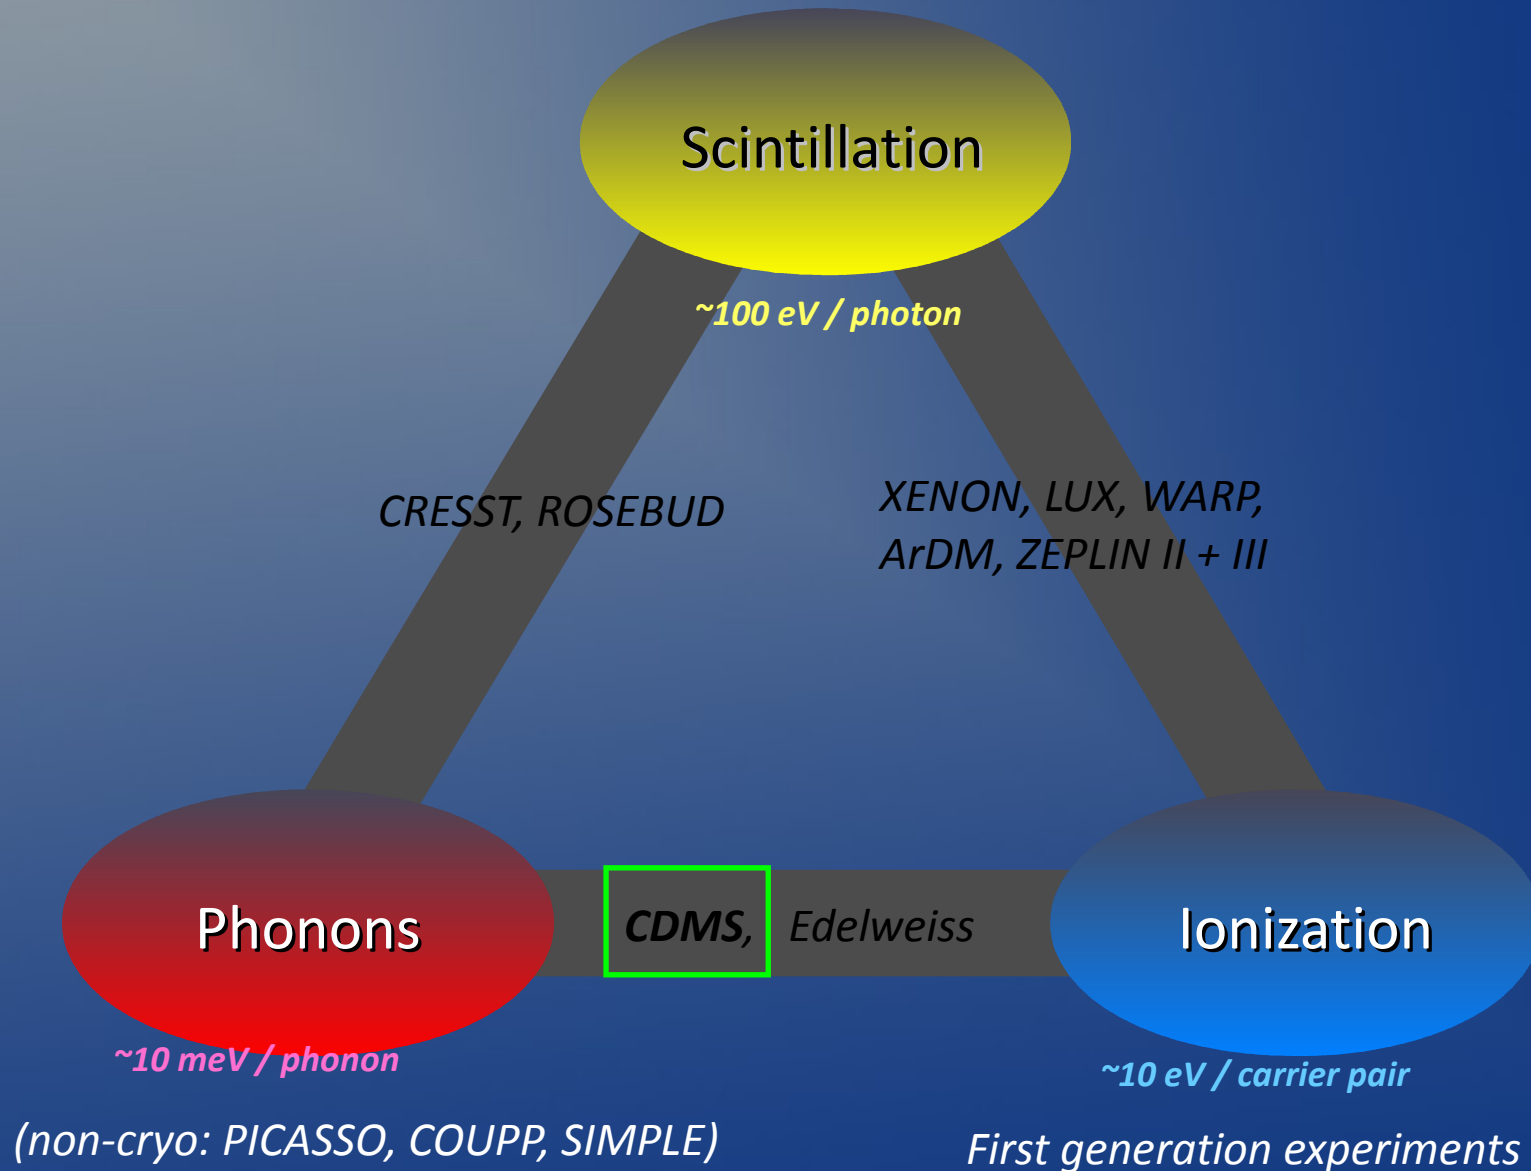 Scintillation
~100 eV / photon
CRESST, ROSEBUD
XENON, LUX, WARP,
ArDM, ZEPLIN II + III
Phonons
CDMS, Edelweiss
Ionization
~10 meV / phonon
~10 eV / carrier pair
(non-cryo: PICASSO, COUPP, SIMPLE)
First generation experiments